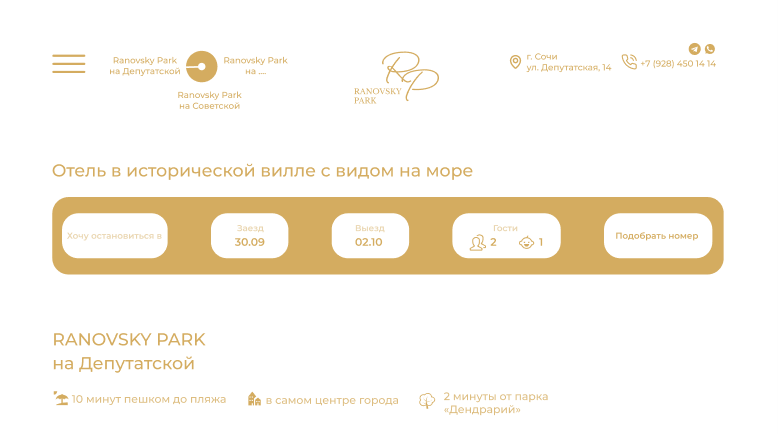 Ranovsky Park
на Депутатской
Ranovsky Park
на ....
Ranovsky Park
на Советской
RP
RANOVSKY
PARK
г. Сочи
ул. Депутатская, 14
+7 (928) 450 14 14
Отель в исторической вилле с видом на море
Хочу остановиться в
Заезд
30.09
Выезд
02.10
Гости
2 1
Подобрать номер
RANOVSKY PARK
на Депутатской
10 минут пешком до пляжа
в самом центре города
2 минуты от парка
«Дендрарий»